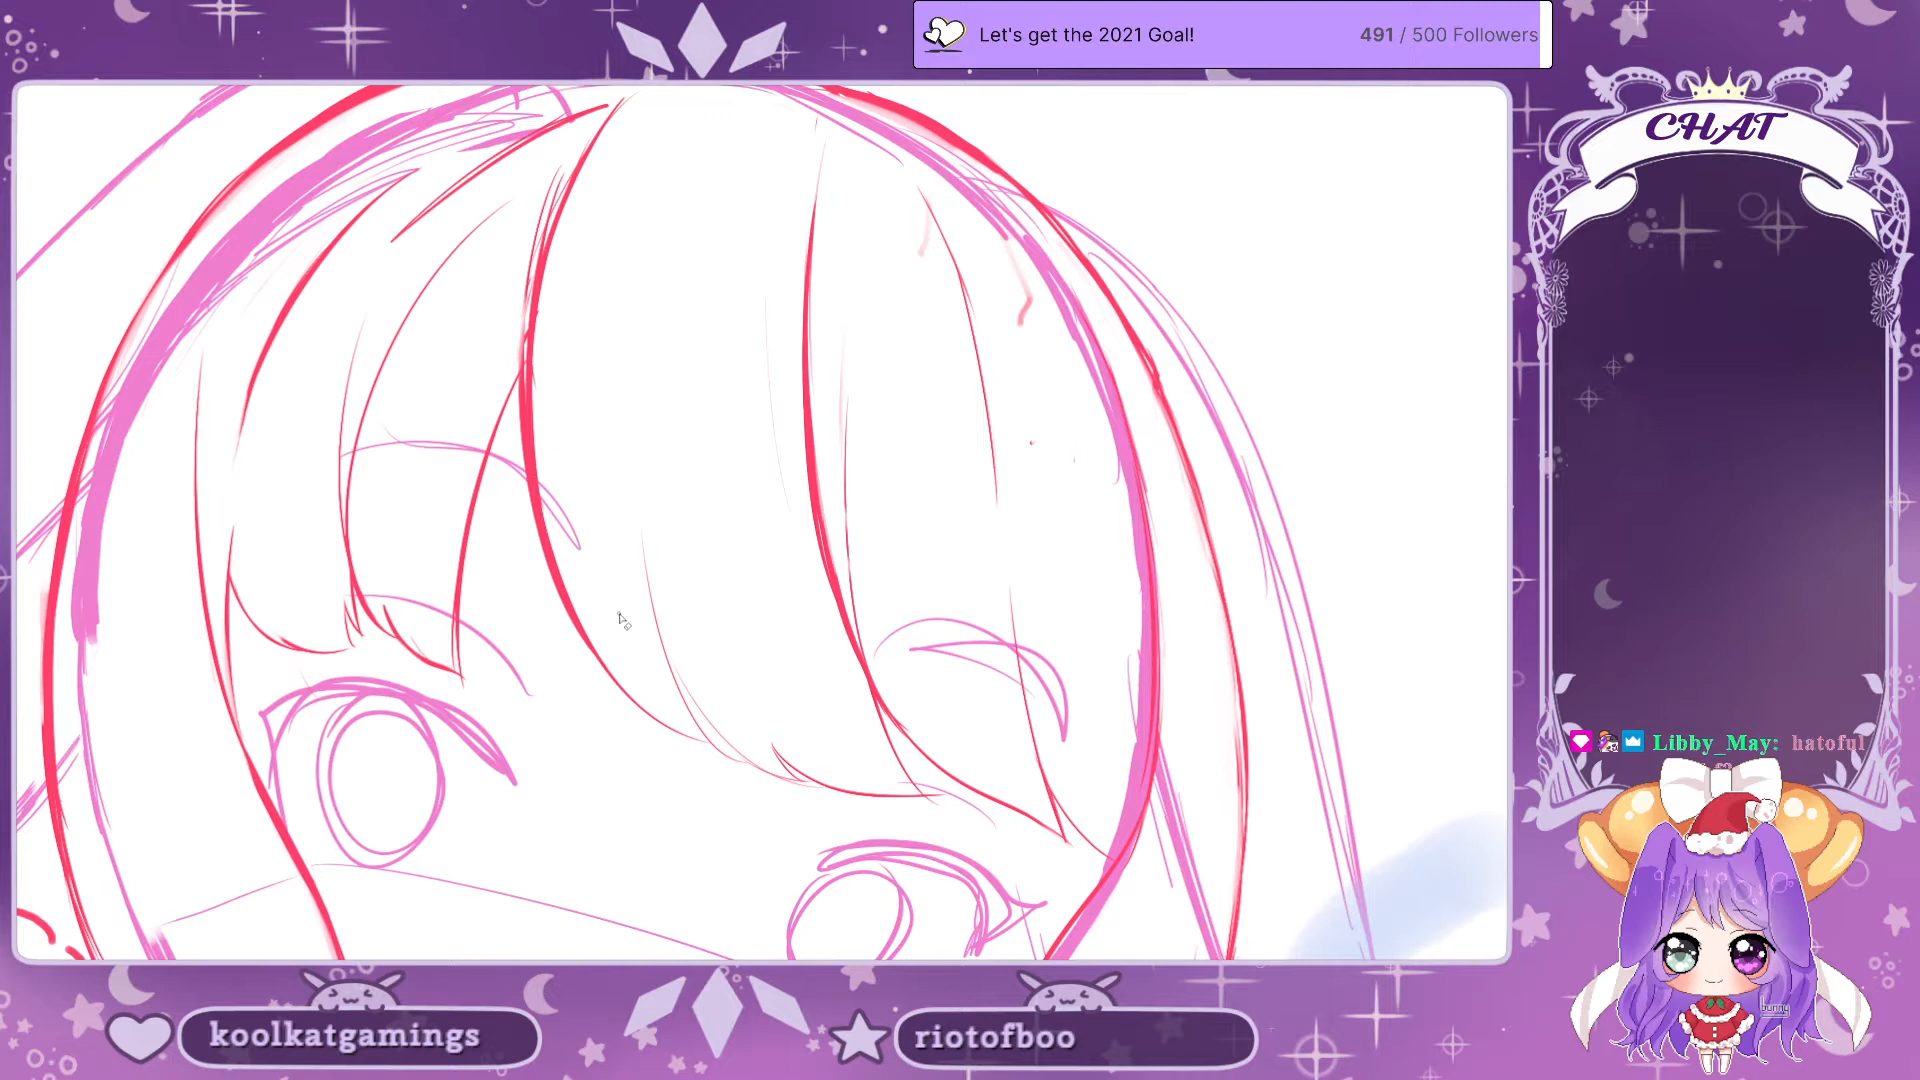 Let's get the 2021 Goal!
491 / 500 Followers
CHAT
Libby_May: hatoful
koolkatgamings
riotofboo